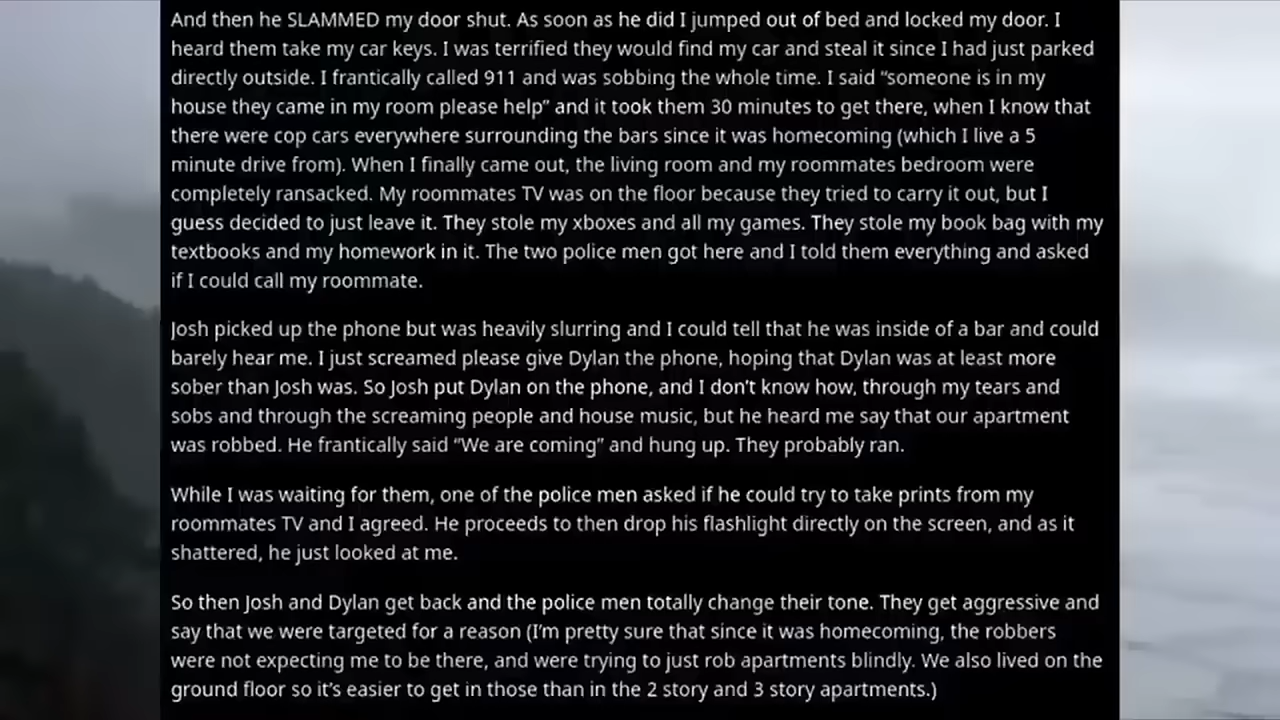 And then he SLAMMED my door shut. As soon as he did I jumped out of bed and locked my door. I
heard them take my car keys. I was terrified they would find my car and steal it since I had just parked
directly outside. I frantically called 911 and was sobbing the whole time. I said “someone is in my
house they came in my room please help” and it took them 30 minutes to get there, when I know that
there were cop cars everywhere surrounding the bars since it was homecoming (which I live a 5
minute drive from). When I finally came out, the living room and my roommates bedroom were
completely ransacked. My roommates TV was on the floor because they tried to carry it out, but I
guess decided to just leave it. They stole my xboxes and all my games. They stole my book bag with my
textbooks and my homework in it. The two police men got here and I told them everything and asked
if I could call my roommate.
Josh picked up the phone but was heavily slurring and I could tell that he was inside of a bar and could
barely hear me. I just screamed please give Dylan the phone, hoping that Dylan was at least more
sober than Josh was. So Josh put Dylan on the phone, and I don’t know how, through my tears and
sobs and through the screaming people and house music, but he heard me say that our apartment
was robbed. He frantically said “We are coming” and hung up. They probably ran.
While I was waiting for them, one of the police men asked if he could try to take prints from my
roommates TV and I agreed. He proceeds to then drop his flashlight directly on the screen, and as it
shattered, he just looked at me.
So then Josh and Dylan get back and the police men totally change their tone. They get aggressive and
say that we were targeted for a reason (I’m pretty sure that since it was homecoming, the robbers
were not expecting me to be there, and were trying to just rob apartments blindly. We also lived on the
ground floor so it’s easier to get in those than in the 2 story and 3 story apartments.)